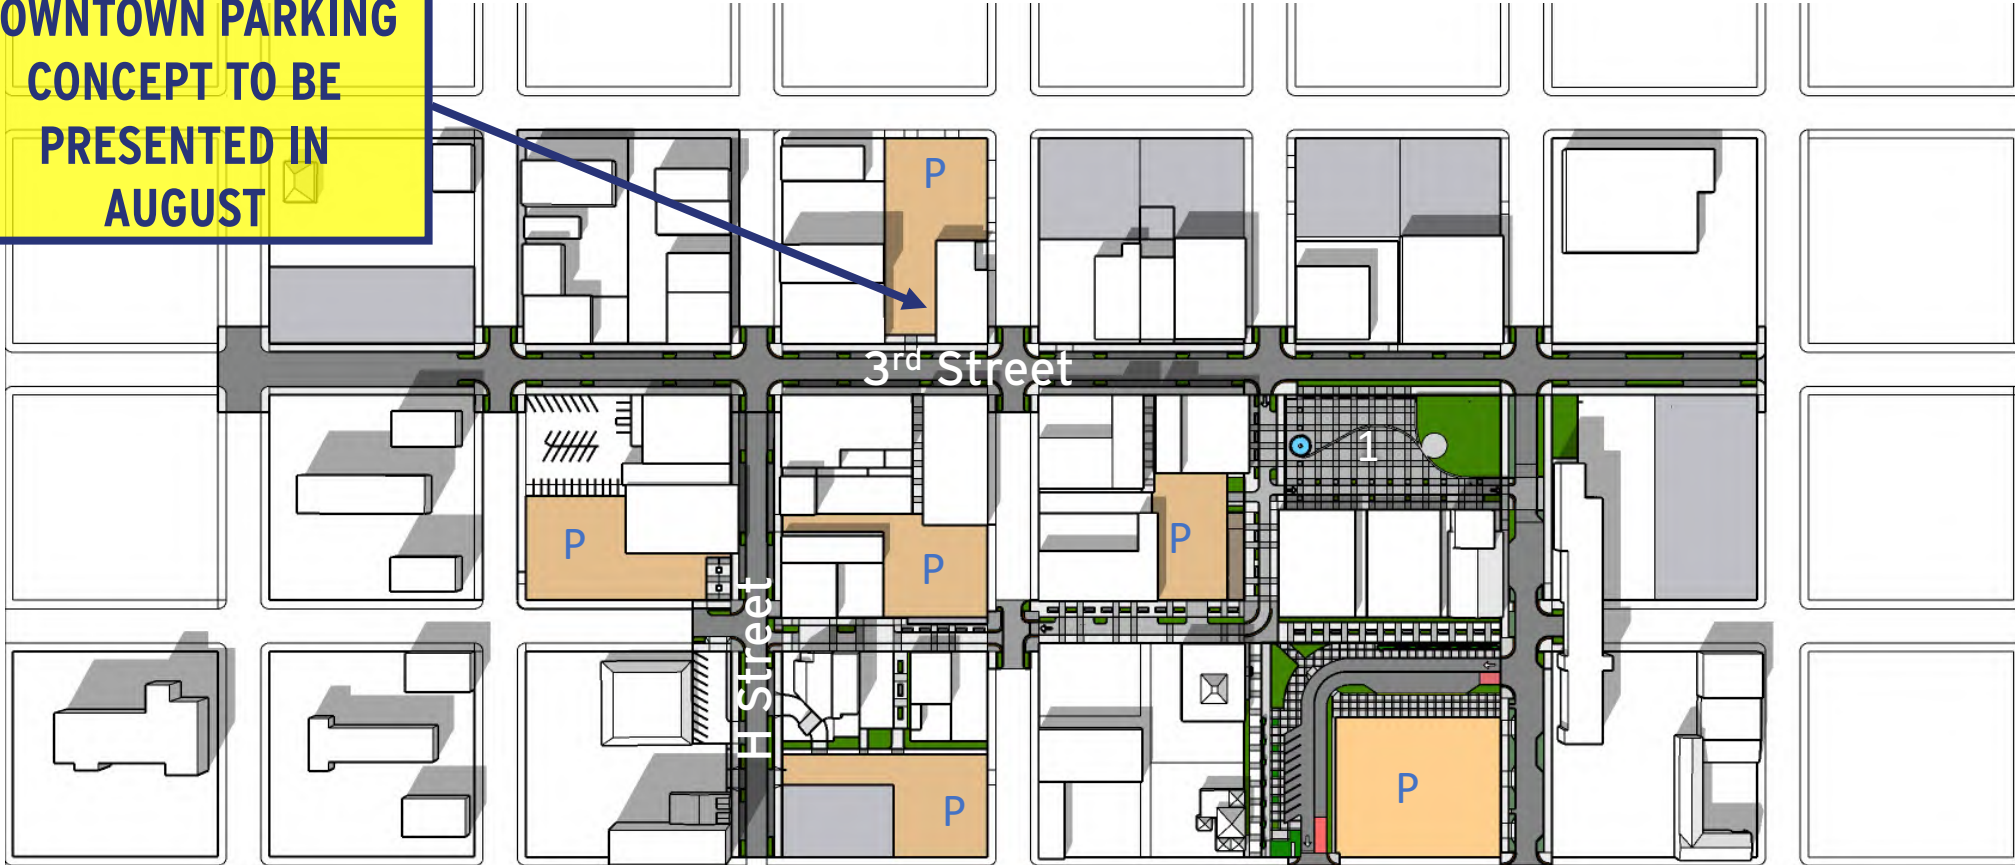 OWNTOWN PARKING
CONCEPT TO BE
PRESENTED IN
AUGUST
P
3rd Street
1
P
P
P
H Street
P
P